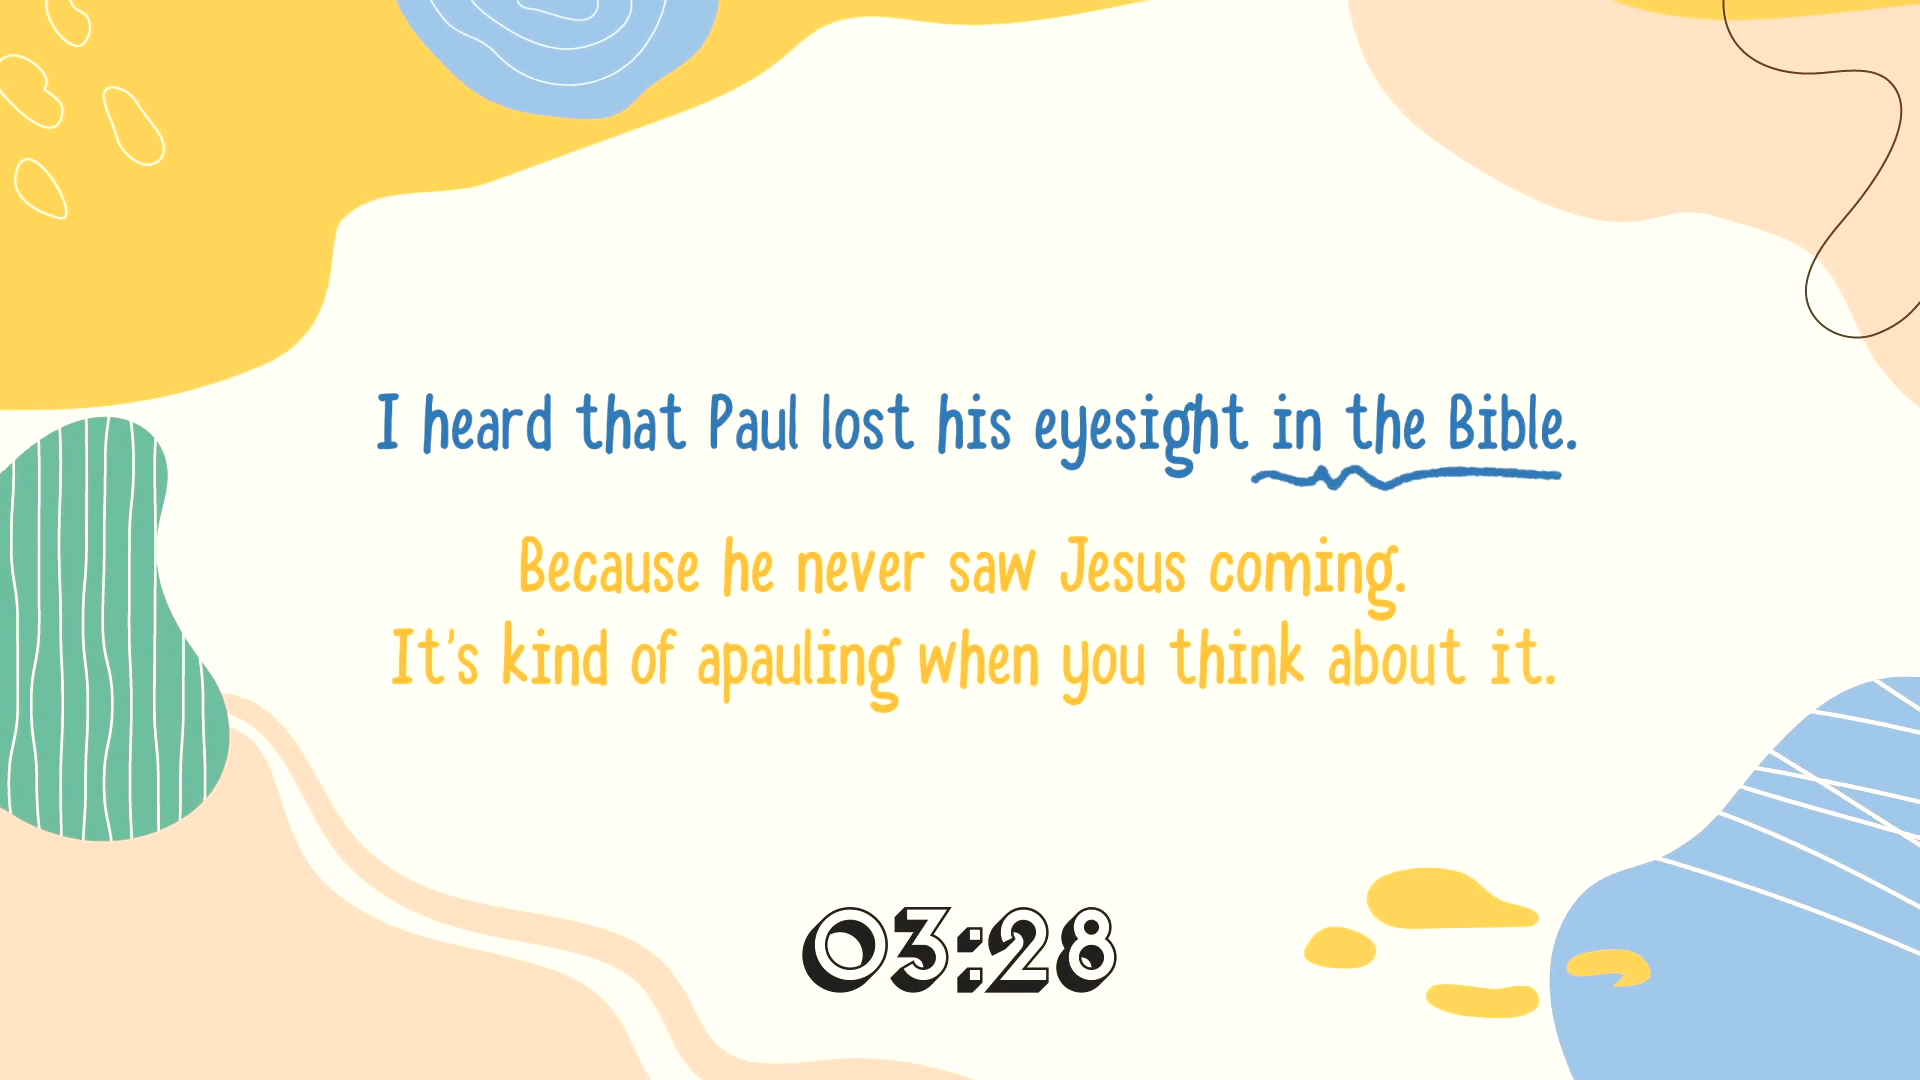 I heard that Paul lost his eyesight in the Bible.
Because he never saw Jesus coming.
It's kind of apauling when you think about it.
03:28